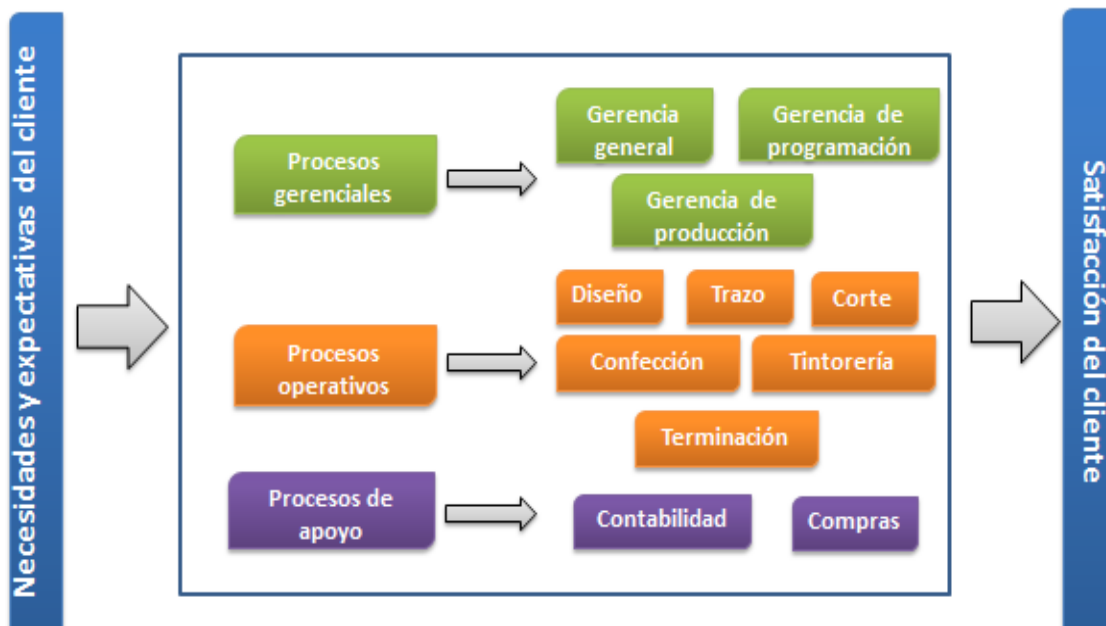 Necesidades y expectativas del cliente
Procesos
gerenciales
Gerencia
general
Gerencia de
programación
Gerencia de
producción
Procesos
operativos
Diseño
Trazo
Corte
Confección
Tintorería
Terminación
Procesos de
apoyo
Contabilidad
Compras
Satisfacción del cliente